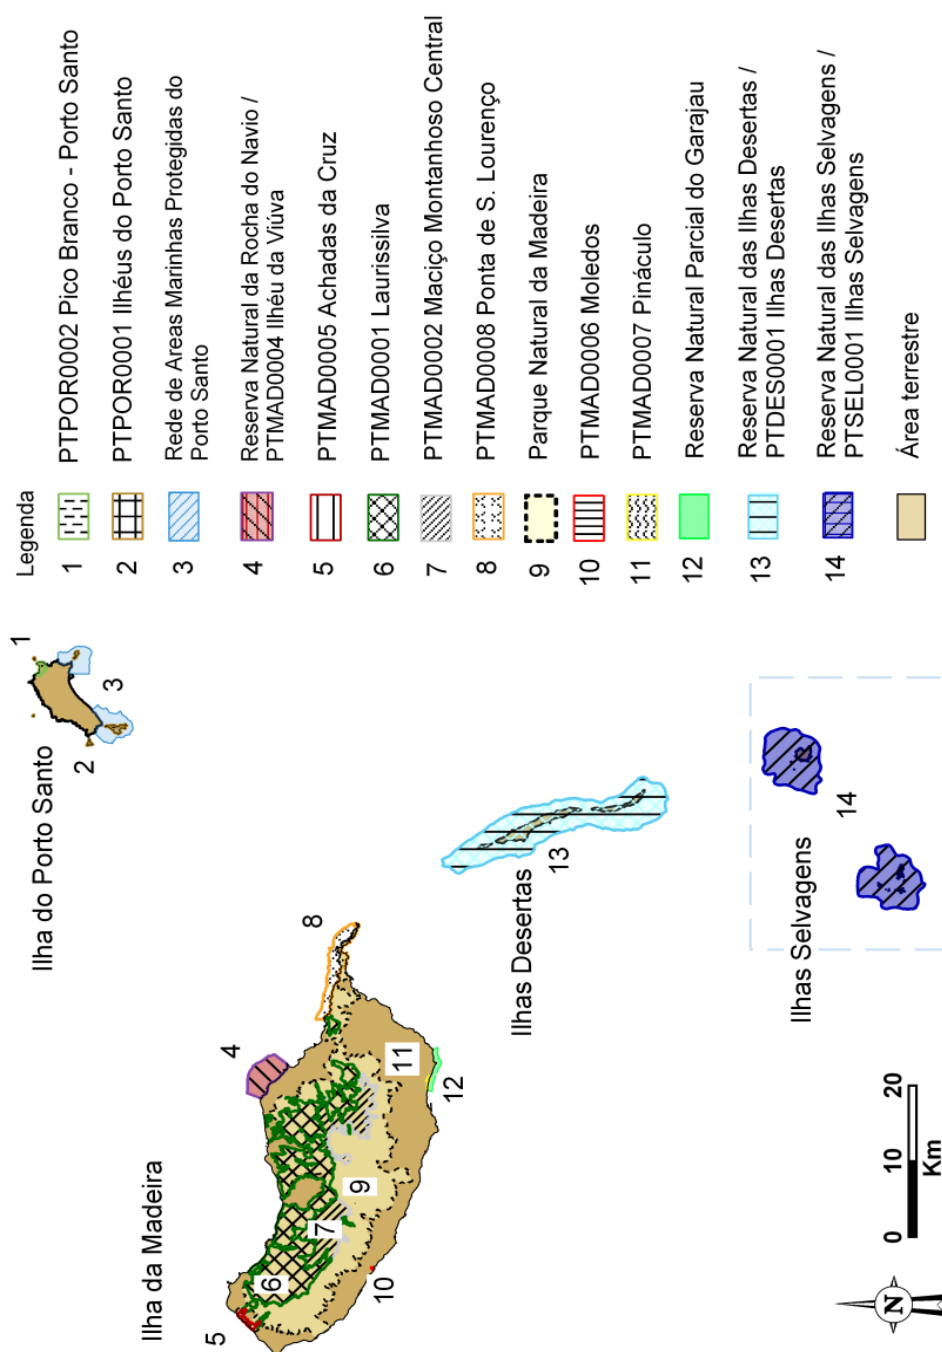 Ilha da Madeira
Ilha do Porto Santo
Ilhas Desertas
Ilhas Selvagens
1
2
3
4
5
6
7
8
9
10
11
12
13
14
N
0 10 20
Km
Legenda
1 PTPOR0002 Pico Branco - Porto Santo
2 PTPOR0001 Ilhéus do Porto Santo
3 Rede de Areas Marinhas Protegidas do
Porto Santo
4 Reserva Natural da Rocha do Navio /
PTMAD0004 Ilhéu da Viúva
5 PTMAD0005 Achadas da Cruz
6 PTMAD0001 Laurissilva
7 PTMAD0002 Maciço Montanhoso Central
8 PTMAD0008 Ponta de S. Lourenço
9 Parque Natural da Madeira
10 PTMAD0006 Moledos
11 PTMAD0007 Pináculo
12 Reserva Natural Parcial do Garajau
13 Reserva Natural das Ilhas Desertas /
PTDES0001 Ilhas Desertas
14 Reserva Natural das Ilhas Selvagens /
PTSEL0001 Ilhas Selvagens
Área terrestre